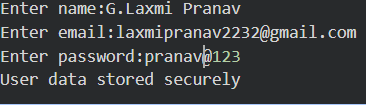 Enter name:G.Laxmi Pranav
Enter email:laxmipranav2232@gmail.com
Enter password:pranav@123
User data stored securely